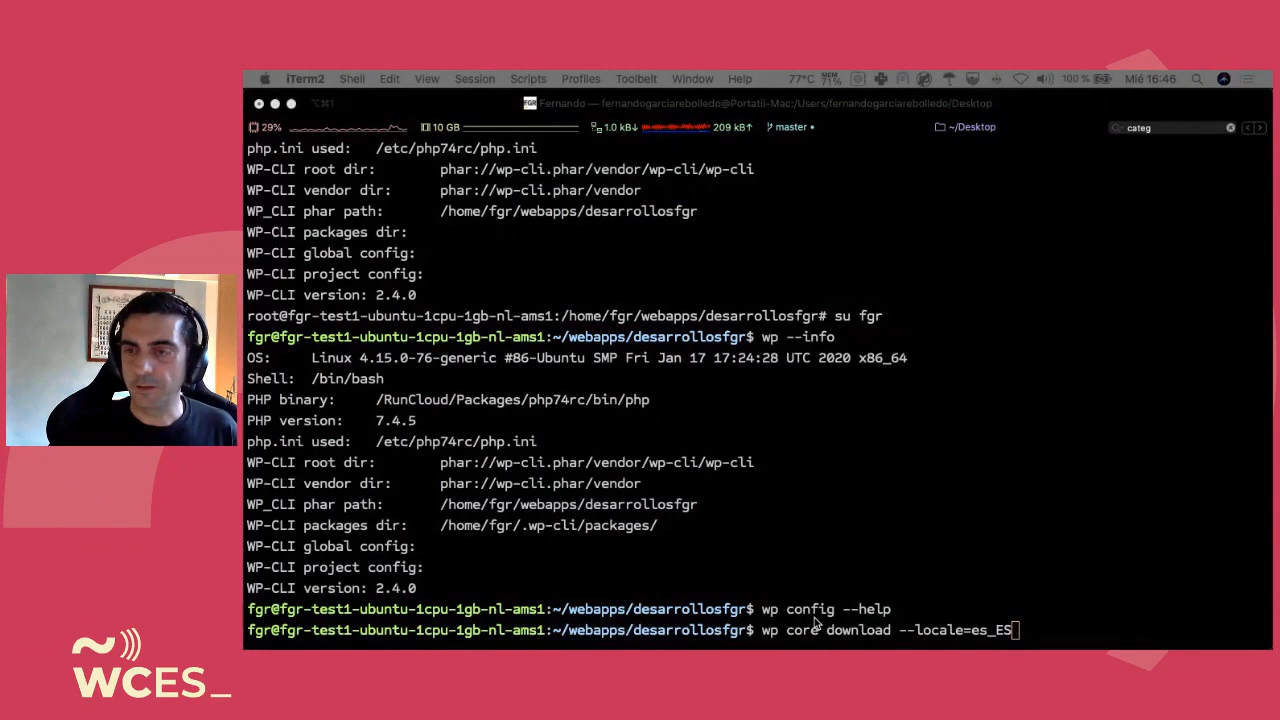 iTerm2 Shell Edit View Session Scripts Profiles Toolbelt Window Help 77°C MEM 71% 100 % Mié 16:46
⌥⌘1 FGR Fernando — fernandogarciarebolledo@Portatil-Mac:/Users/fernandogarciarebolledo/Desktop
29% 10 GB 1.0 kB↓ 209 kB↑ master • ~/Desktop categ
php.ini used: /etc/php74rc/php.ini
WP-CLI root dir: phar://wp-cli.phar/vendor/wp-cli/wp-cli
WP-CLI vendor dir: phar://wp-cli.phar/vendor
WP_CLI phar path: /home/fgr/webapps/desarrollosfgr
WP-CLI packages dir:
WP-CLI global config:
WP-CLI project config:
WP-CLI version: 2.4.0
root@fgr-test1-ubuntu-1cpu-1gb-nl-ams1:/home/fgr/webapps/desarrollosfgr# su fgr
fgr@fgr-test1-ubuntu-1cpu-1gb-nl-ams1:~/webapps/desarrollosfgr$ wp --info
OS: Linux 4.15.0-76-generic #86-Ubuntu SMP Fri Jan 17 17:24:28 UTC 2020 x86_64
Shell: /bin/bash
PHP binary: /RunCloud/Packages/php74rc/bin/php
PHP version: 7.4.5
php.ini used: /etc/php74rc/php.ini
WP-CLI root dir: phar://wp-cli.phar/vendor/wp-cli/wp-cli
WP-CLI vendor dir: phar://wp-cli.phar/vendor
WP_CLI phar path: /home/fgr/webapps/desarrollosfgr
WP-CLI packages dir: /home/fgr/.wp-cli/packages/
WP-CLI global config:
WP-CLI project config:
WP-CLI version: 2.4.0
fgr@fgr-test1-ubuntu-1cpu-1gb-nl-ams1:~/webapps/desarrollosfgr$ wp config --help
fgr@fgr-test1-ubuntu-1cpu-1gb-nl-ams1:~/webapps/desarrollosfgr$ wp core download --locale=es_ES
WCES_